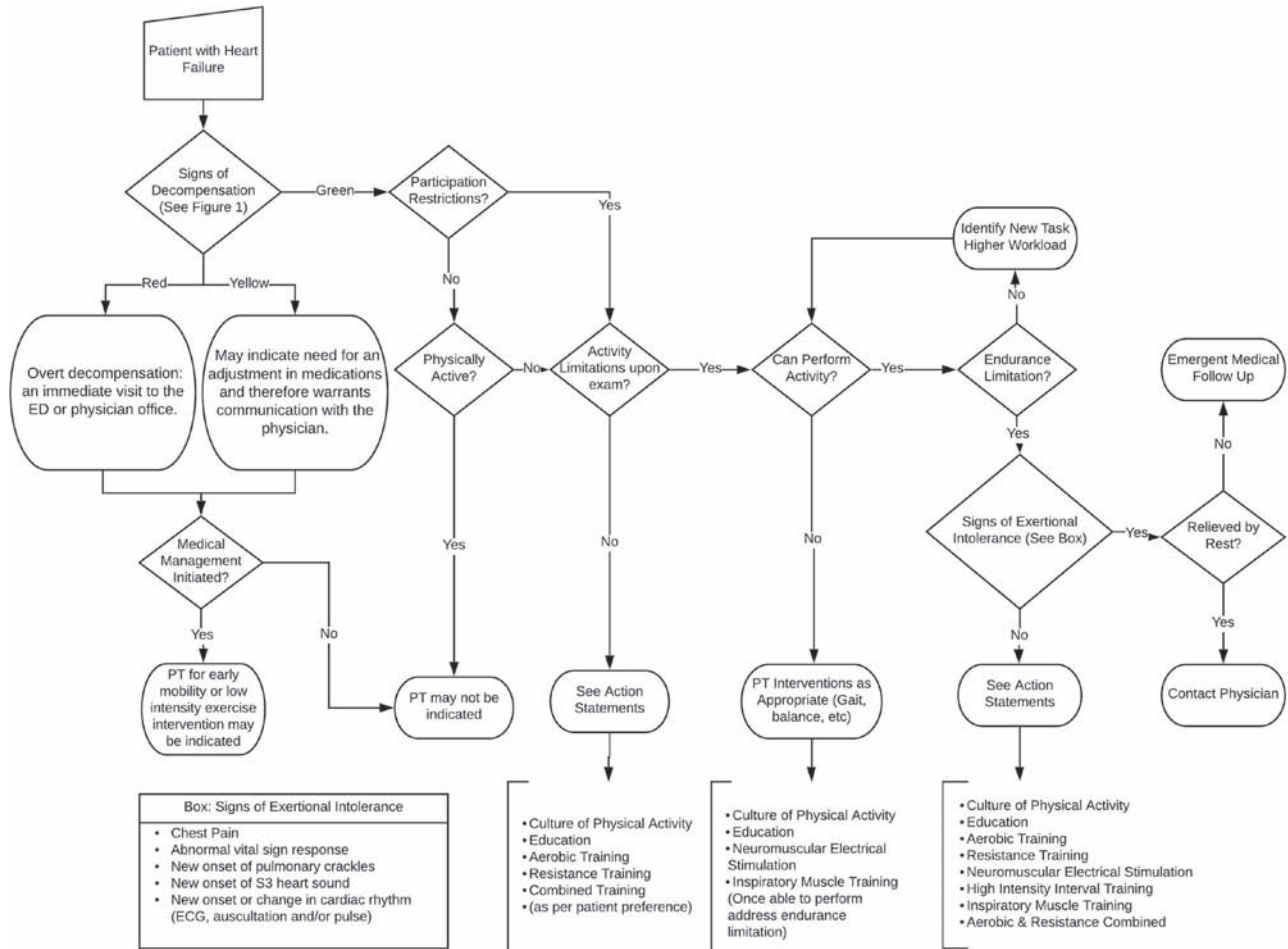 Patient with Heart
Failure
Signs of
Decompensation
(See Figure 1)
Green
Participation
Restrictions?
Yes
Identify New Task
Higher Workload
Red
Yellow
No
No
Overt decompensation:
an immediate visit to the
ED or physician office.
May indicate need for an
adjustment in medications
and therefore warrants
communication with the
physician.
Physically
Active?
No
Activity
Limitations upon
exam?
Yes
Can Perform
Activity?
Yes
Endurance
Limitation?
Emergent Medical
Follow Up
Yes
No
Medical
Management
Initiated?
Yes
No
No
Signs of Exertional
Intolerance (See Box)
Yes
Relieved by
Rest?
Yes
No
No
Yes
PT for early
mobility or low
intensity exercise
intervention may
be indicated
PT may not be
indicated
See Action
Statements
PT Interventions as
Appropriate (Gait,
balance, etc)
See Action
Statements
Contact Physician
Box: Signs of Exertional Intolerance
• Chest Pain
• Abnormal vital sign response
• New onset of pulmonary crackles
• New onset of S3 heart sound
• New onset or change in cardiac rhythm
(ECG, auscultation and/or pulse)
• Culture of Physical Activity
• Education
• Aerobic Training
• Resistance Training
• Combined Training
• (as per patient preference)
• Culture of Physical Activity
• Education
• Neuromuscular Electrical
Stimulation
• Inspiratory Muscle Training
(Once able to perform
address endurance
limitation)
• Culture of Physical Activity
• Education
• Aerobic Training
• Resistance Training
• Neuromuscular Electrical Stimulation
• High Intensity Interval Training
• Inspiratory Muscle Training
• Aerobic & Resistance Combined